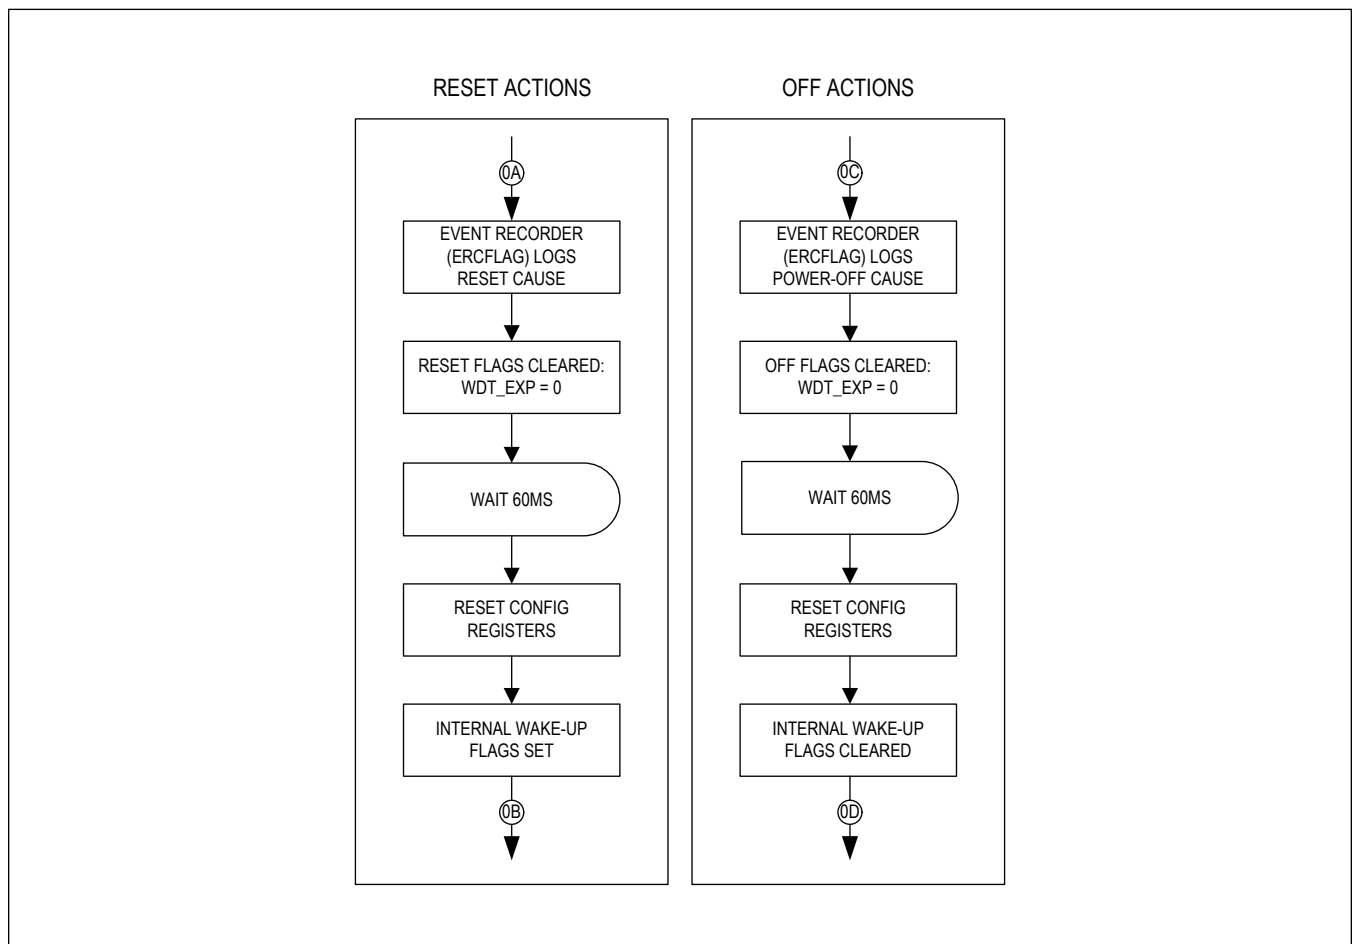 RESET ACTIONS
0A
EVENT RECORDER
(ERCFLAG) LOGS
RESET CAUSE
RESET FLAGS CLEARED:
WDT_EXP = 0
WAIT 60MS
RESET CONFIG
REGISTERS
INTERNAL WAKE-UP
FLAGS SET
0B
OFF ACTIONS
0C
EVENT RECORDER
(ERCFLAG) LOGS
POWER-OFF CAUSE
OFF FLAGS CLEARED:
WDT_EXP = 0
WAIT 60MS
RESET CONFIG
REGISTERS
INTERNAL WAKE-UP
FLAGS CLEARED
0D